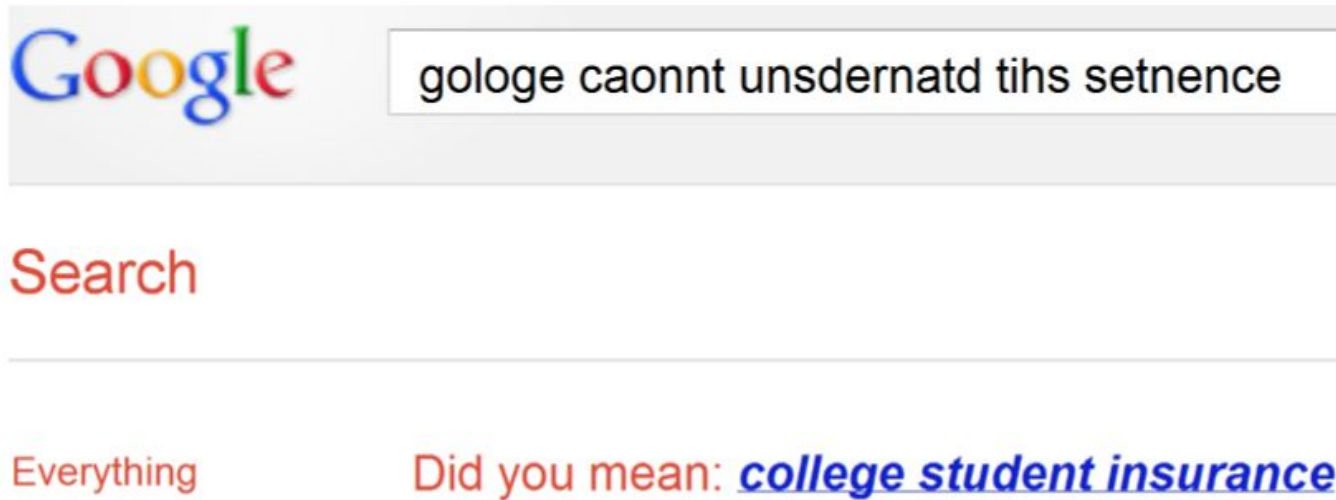 Google
gologe caonnt unsdernatd tihs setnence
Search
Everything
Did you mean: college student insurance